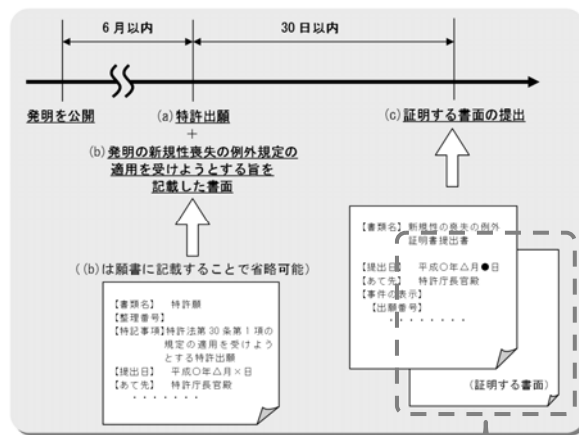 6月以内
30日以内
発明を公開
(a)特許出願
+
(b)発明の新規性喪失の例外規定の
適用を受けようとする旨を
記載した書面
(c)証明する書面の提出
((b)は願書に記載することで省略可能)
【書類名】 特許願
【整理番号】
【特記事項】特許法第30条第1項の
規定の適用を受けよう
とする特許出願
【提出日】 平成○年△月×日
【あて先】 特許庁長官殿
・・・・・・・
【書類名】 新規性の喪失の例外
証明書提出書
【提出日】 平成○年△月●日
【あて先】 特許庁長官殿
【事件の表示】
【出願番号】
・・・・・・・
(証明する書面)